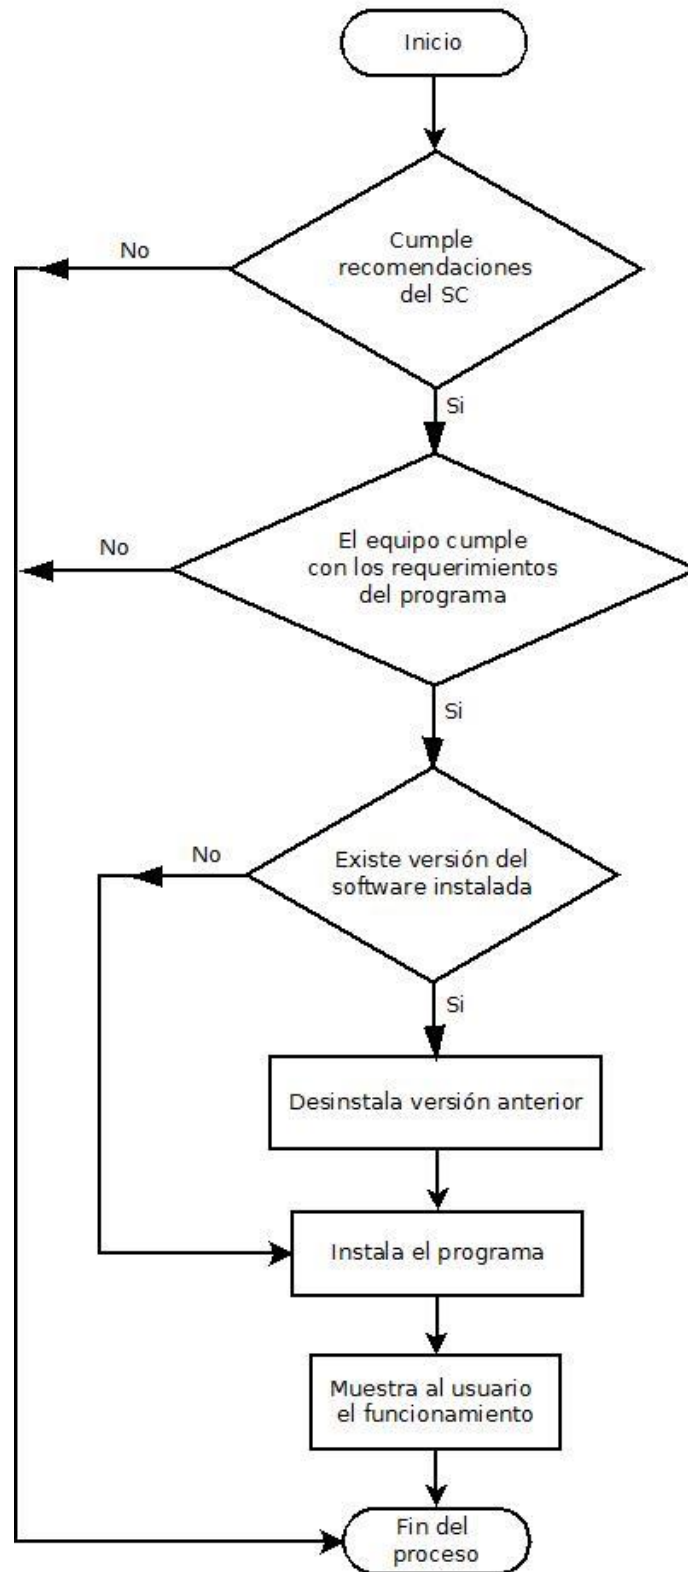 Inicio
Cumple
recomendaciones
del SC
No
Si
El equipo cumple
con los requerimientos
del programa
No
Si
Existe versión del
software instalada
No
Si
Desinstala versión anterior
Instala el programa
Muestra al usuario
el funcionamiento
Fin del
proceso